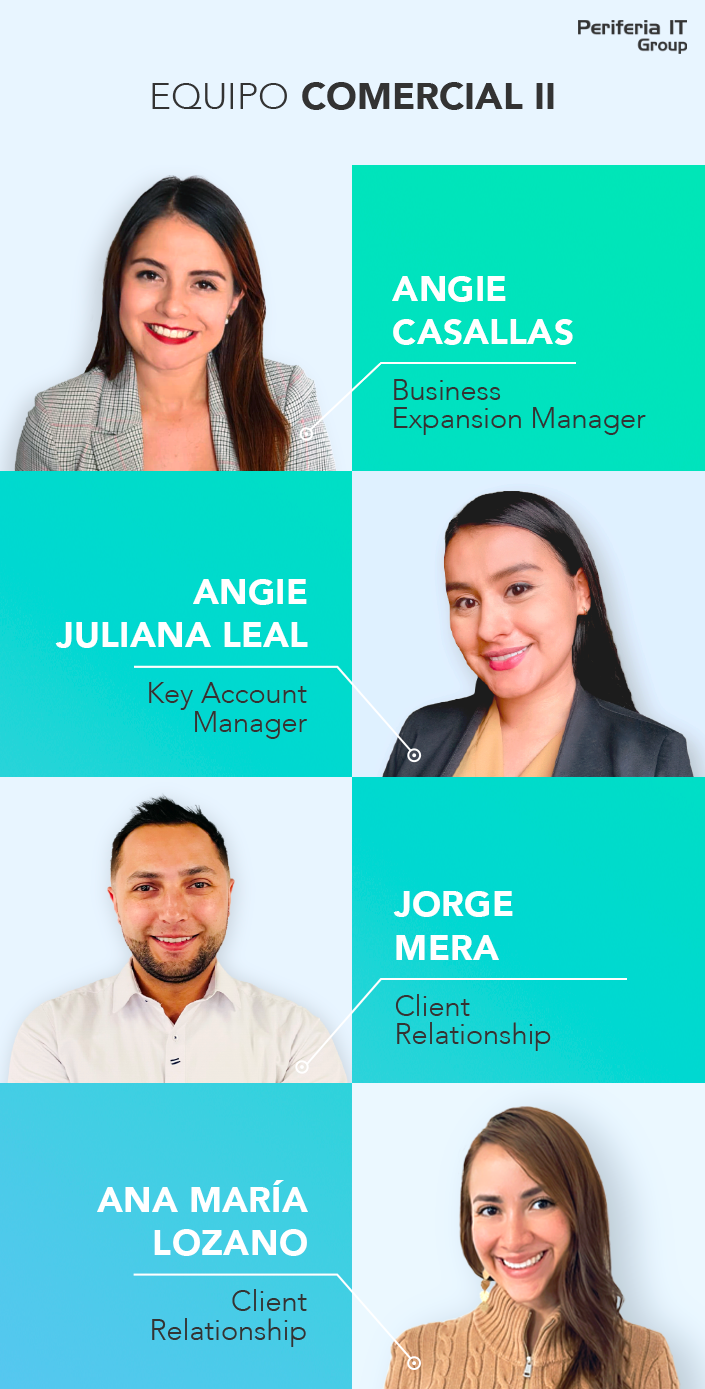 Periferia IT
Group
EQUIPO COMERCIAL II
ANGIE
CASALLAS
Business
Expansion Manager
ANGIE
JULIANA LEAL
Key Account
Manager
JORGE
MERA
Client
Relationship
ANA MARÍA
LOZANO
Client
Relationship